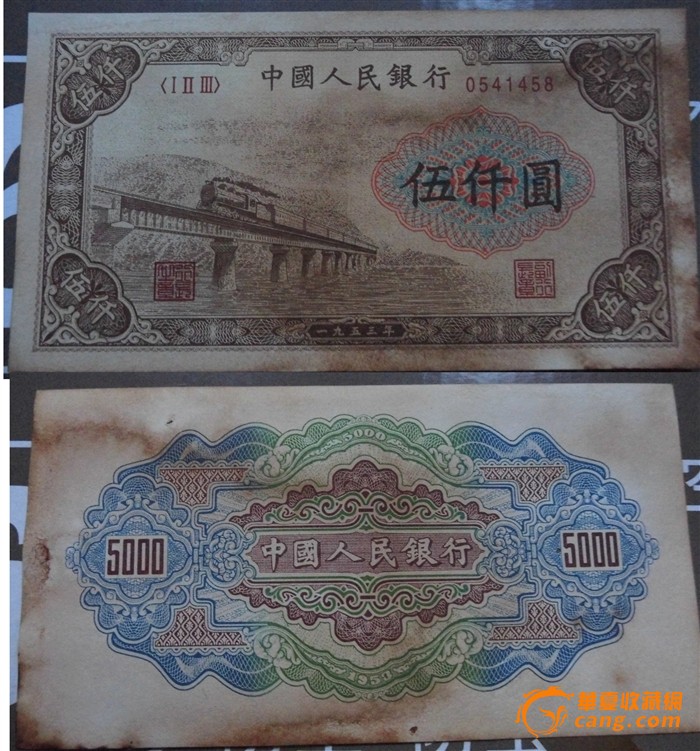 伍仟
伍仟
〈I II III〉 中國人民銀行 0541458
伍仟圓
伍仟
伍仟
一九五三年
5000
5000 中國人民銀行 5000
華夏收藏網
cang.com